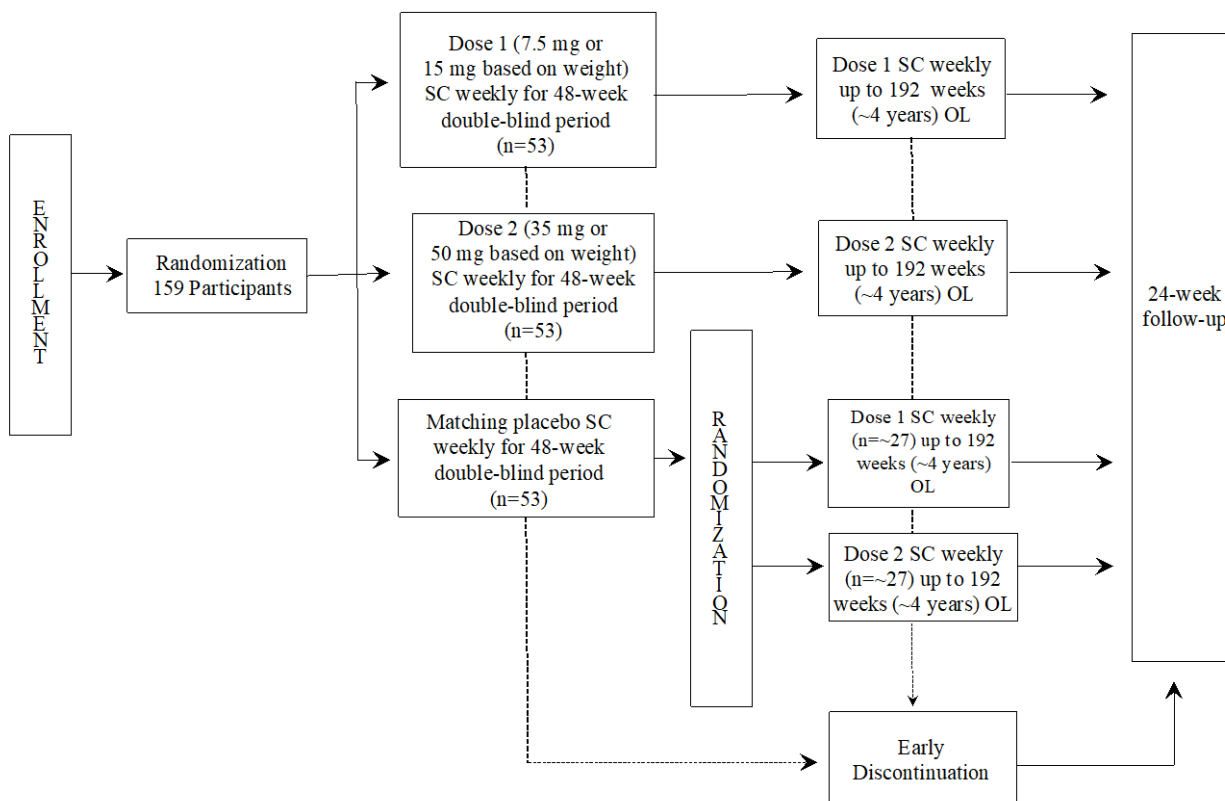 ENROLLMENT
Randomization
159 Participants
Dose 1 (7.5 mg or
15 mg based on weight)
SC weekly for 48-week
double-blind period
(n=53)
Dose 2 (35 mg or
50 mg based on weight)
SC weekly for 48-week
double-blind period
(n=53)
Matching placebo SC
weekly for 48-week
double-blind period
(n=53)
RANDOMIZATION
Dose 1 SC weekly
up to 192 weeks
(~4 years) OL
Dose 2 SC weekly
up to 192 weeks
(~4 years) OL
Dose 1 SC weekly
(n=~27) up to 192
weeks (~4 years)
OL
Dose 2 SC weekly
(n=~27) up to 192
weeks (~4 years) OL
Early
Discontinuation
24-week
follow-up